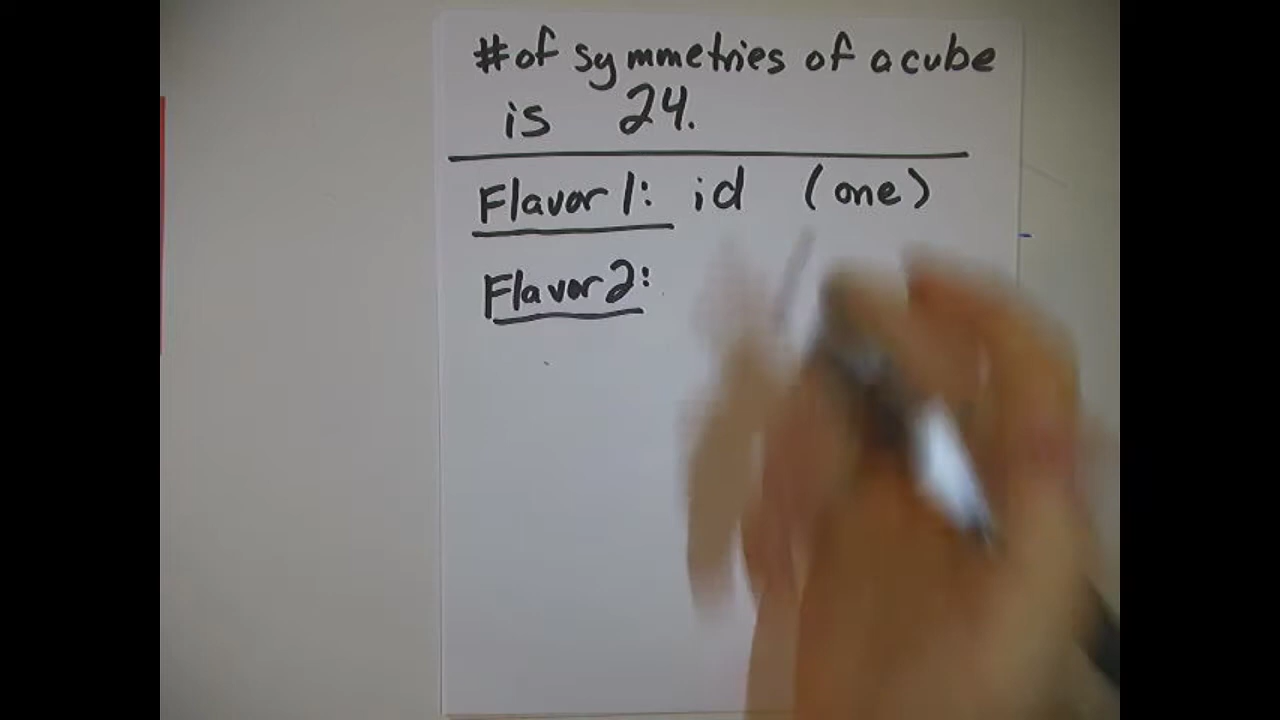 # of symmetries of a cube
is 24.
Flavor 1: id (one)
Flavor 2: